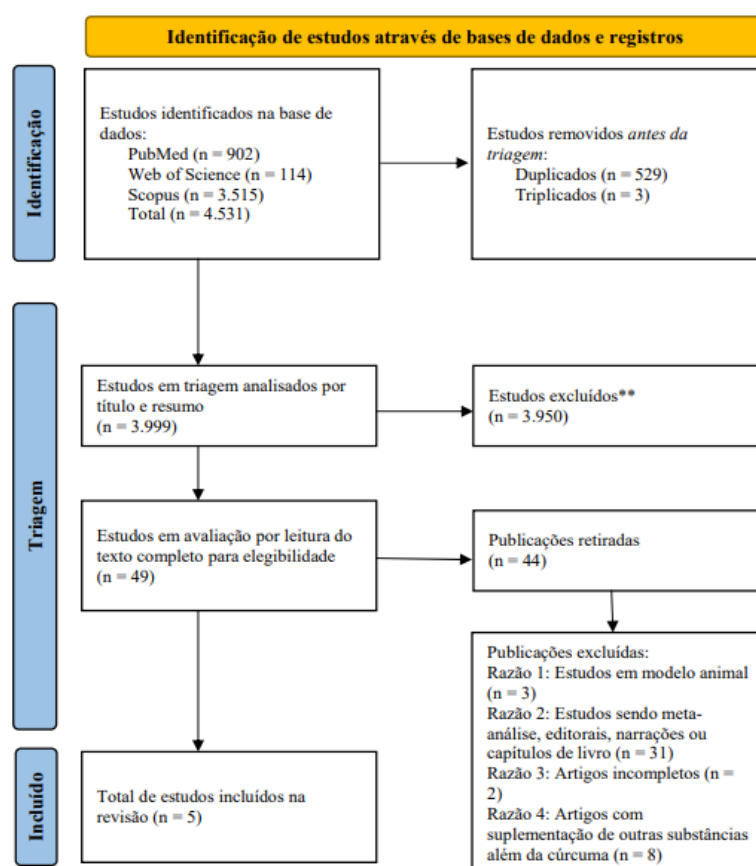 Identificação de estudos através de bases de dados e registros
Identificação
Estudos identificados na base de
dados:
PubMed (n = 902)
Web of Science (n = 114)
Scopus (n = 3.515)
Total (n = 4.531)
Estudos removidos antes da
triagem:
Duplicados (n = 529)
Triplicados (n = 3)
Triagem
Estudos em triagem analisados por
título e resumo
(n = 3.999)
Estudos excluídos**
(n = 3.950)
Estudos em avaliação por leitura do
texto completo para elegibilidade
(n = 49)
Publicações retiradas
(n = 44)
Publicações excluídas:
Razão 1: Estudos em modelo animal
(n = 3)
Razão 2: Estudos sendo meta-
análise, editorais, narrações ou
capítulos de livro (n = 31)
Razão 3: Artigos incompletos (n =
2)
Razão 4: Artigos com
suplementação de outras substâncias
além da cúrcuma (n = 8)
Incluído
Total de estudos incluídos na
revisão (n = 5)